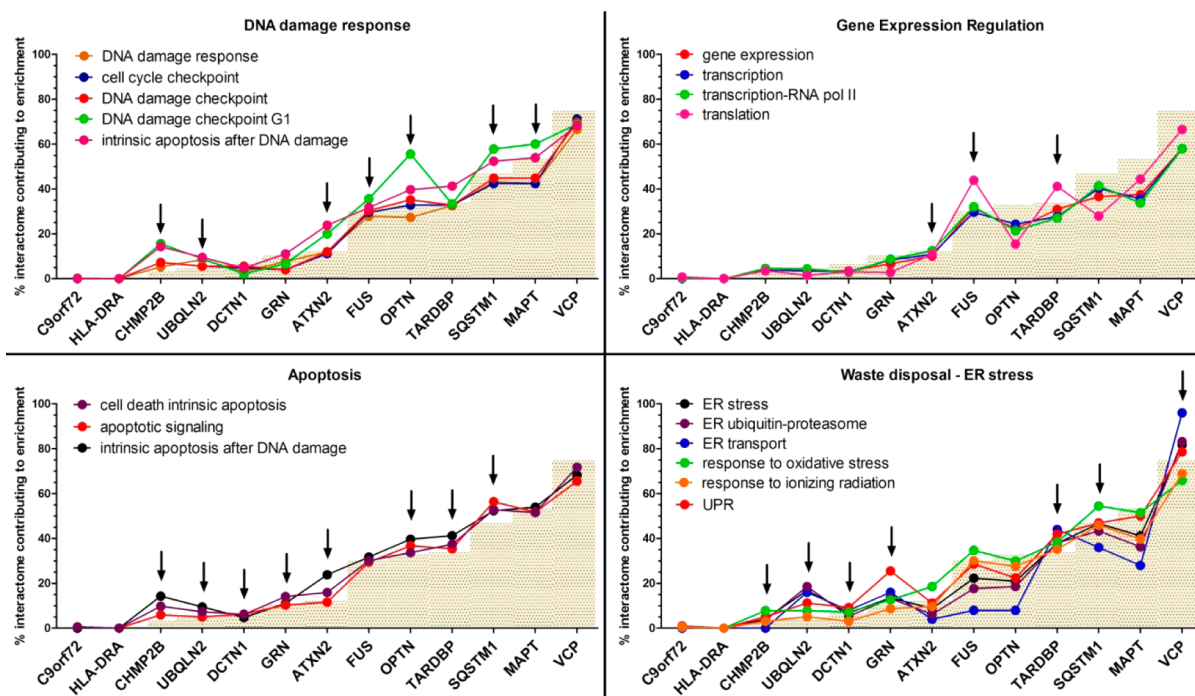 DNA damage response
% interactome contributing to enrichment
100
80
60
40
20
0
DNA damage response
cell cycle checkpoint
DNA damage checkpoint
DNA damage checkpoint G1
intrinsic apoptosis after DNA damage
C9orf72
HLA-DRA
CHMP2B
UBQLN2
DCTN1
GRN
ATXN2
FUS
OPTN
TARDBP
SQSTM1
MAPT
VCP
Gene Expression Regulation
% interactome contributing to enrichment
100
80
60
40
20
0
gene expression
transcription
transcription-RNA pol II
translation
C9orf72
HLA-DRA
CHMP2B
UBQLN2
DCTN1
GRN
ATXN2
FUS
OPTN
TARDBP
SQSTM1
MAPT
VCP
Apoptosis
% interactome contributing to enrichment
100
80
60
40
20
0
cell death intrinsic apoptosis
apoptotic signaling
intrinsic apoptosis after DNA damage
C9orf72
HLA-DRA
CHMP2B
UBQLN2
DCTN1
GRN
ATXN2
FUS
OPTN
TARDBP
SQSTM1
MAPT
VCP
Waste disposal - ER stress
% interactome contributing to enrichment
100
80
60
40
20
0
ER stress
ER ubiquitin-proteasome
ER transport
response to oxidative stress
response to ionizing radiation
UPR
C9orf72
HLA-DRA
CHMP2B
UBQLN2
DCTN1
GRN
ATXN2
FUS
OPTN
TARDBP
SQSTM1
MAPT
VCP